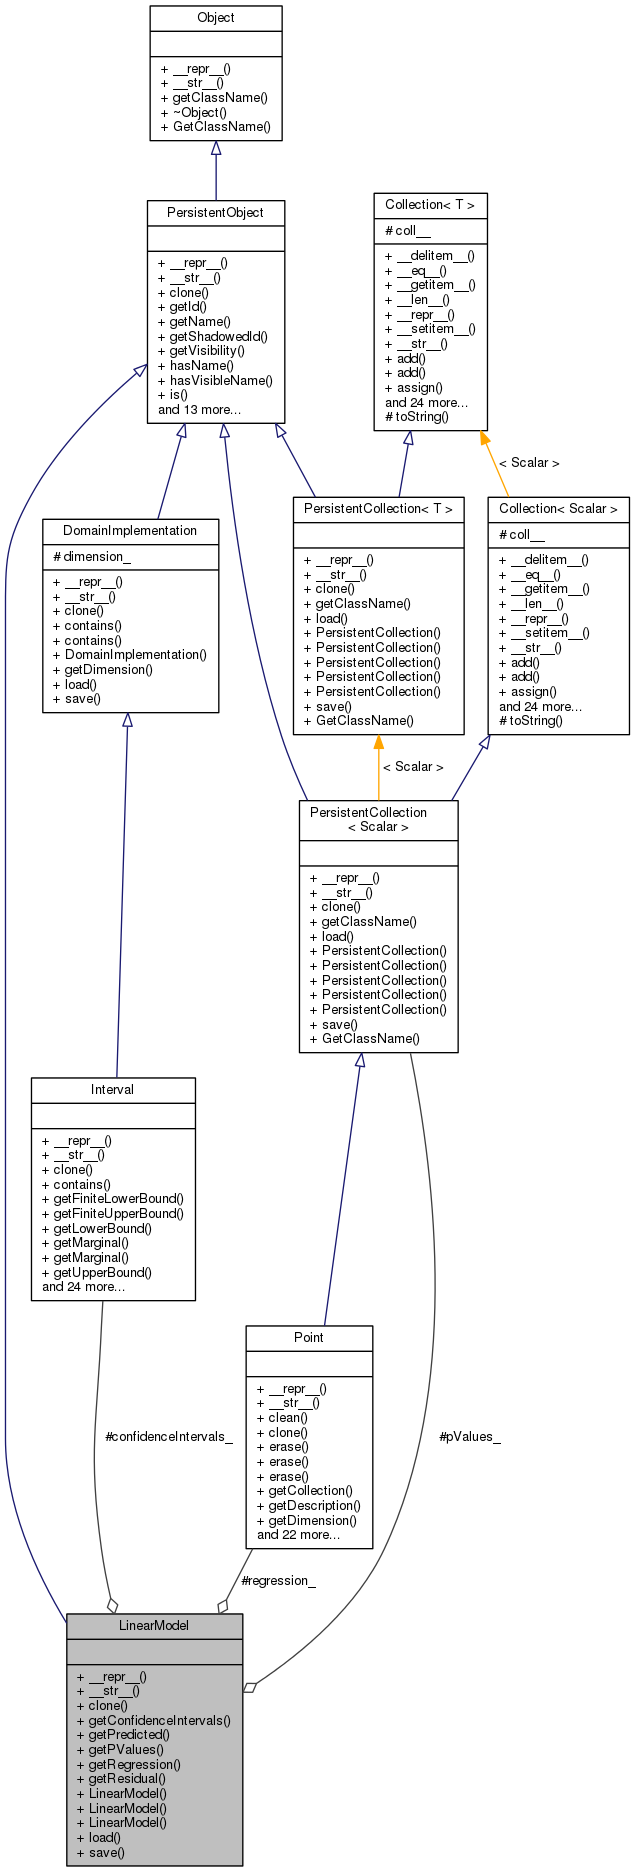 Object
+ __repr__()
+ __str__()
+ getClassName()
+ ~Object()
+ GetClassName()
PersistentObject
+ __repr__()
+ __str__()
+ clone()
+ getId()
+ getName()
+ getShadowedId()
+ getVisibility()
+ hasName()
+ hasVisibleName()
+ is()
and 13 more...
Collection< T >
# coll__
+ __delitem__()
+ __eq__()
+ __getitem__()
+ __len__()
+ __repr__()
+ __setitem__()
+ __str__()
+ add()
+ add()
+ assign()
and 24 more...
# toString()
< Scalar >
DomainImplementation
# dimension_
+ __repr__()
+ __str__()
+ clone()
+ contains()
+ contains()
+ DomainImplementation()
+ getDimension()
+ load()
+ save()
PersistentCollection< T >
+ __repr__()
+ __str__()
+ clone()
+ getClassName()
+ load()
+ PersistentCollection()
+ PersistentCollection()
+ PersistentCollection()
+ PersistentCollection()
+ PersistentCollection()
+ save()
+ GetClassName()
Collection< Scalar >
# coll__
+ __delitem__()
+ __eq__()
+ __getitem__()
+ __len__()
+ __repr__()
+ __setitem__()
+ __str__()
+ add()
+ add()
+ assign()
and 24 more...
# toString()
< Scalar >
PersistentCollection
< Scalar >
+ __repr__()
+ __str__()
+ clone()
+ getClassName()
+ load()
+ PersistentCollection()
+ PersistentCollection()
+ PersistentCollection()
+ PersistentCollection()
+ PersistentCollection()
+ save()
+ GetClassName()
Interval
+ __repr__()
+ __str__()
+ clone()
+ contains()
+ getFiniteLowerBound()
+ getFiniteUpperBound()
+ getLowerBound()
+ getMarginal()
+ getMarginal()
+ getUpperBound()
and 24 more...
Point
+ __repr__()
+ __str__()
+ clean()
+ clone()
+ erase()
+ erase()
+ erase()
+ getCollection()
+ getDescription()
+ getDimension()
and 22 more...
#confidenceIntervals_
#pValues_
#regression_
LinearModel
+ __repr__()
+ __str__()
+ clone()
+ getConfidenceIntervals()
+ getPredicted()
+ getPValues()
+ getRegression()
+ getResidual()
+ LinearModel()
+ LinearModel()
+ LinearModel()
+ load()
+ save()